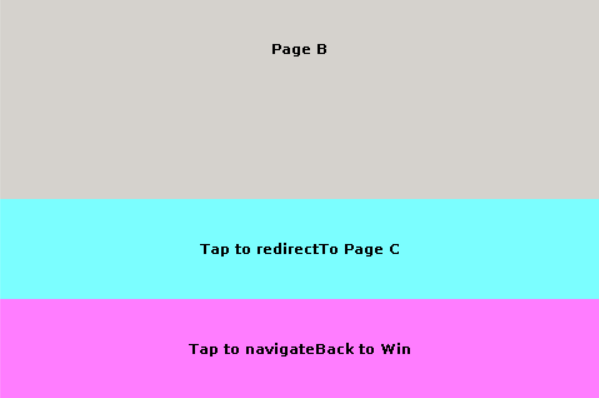 Page B
Tap to redirectTo Page C
Tap to navigateBack to Win